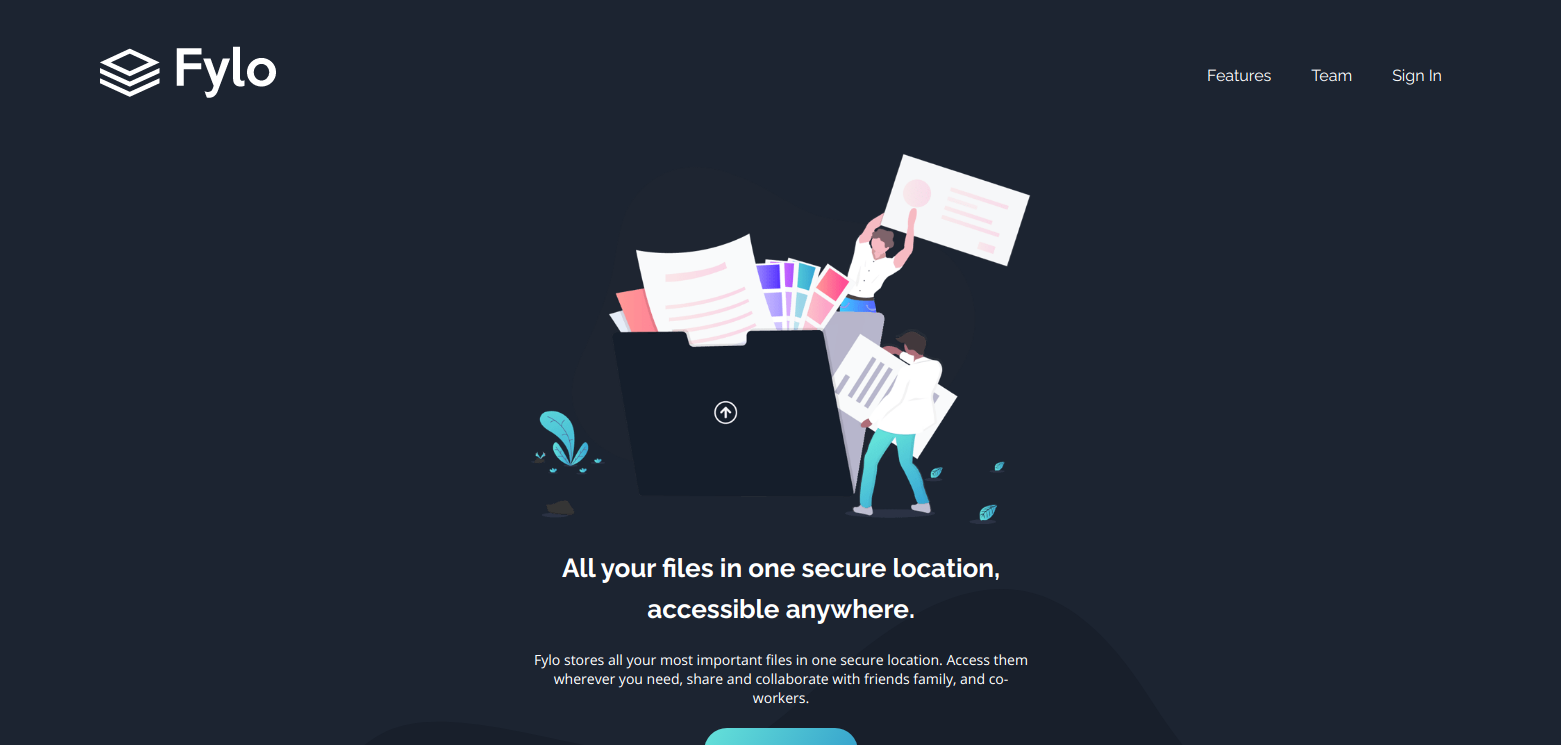 Fylo
Features
Team
Sign In
All your files in one secure location,
accessible anywhere.
Fylo stores all your most important files in one secure location. Access them
wherever you need, share and collaborate with friends family, and co-
workers.